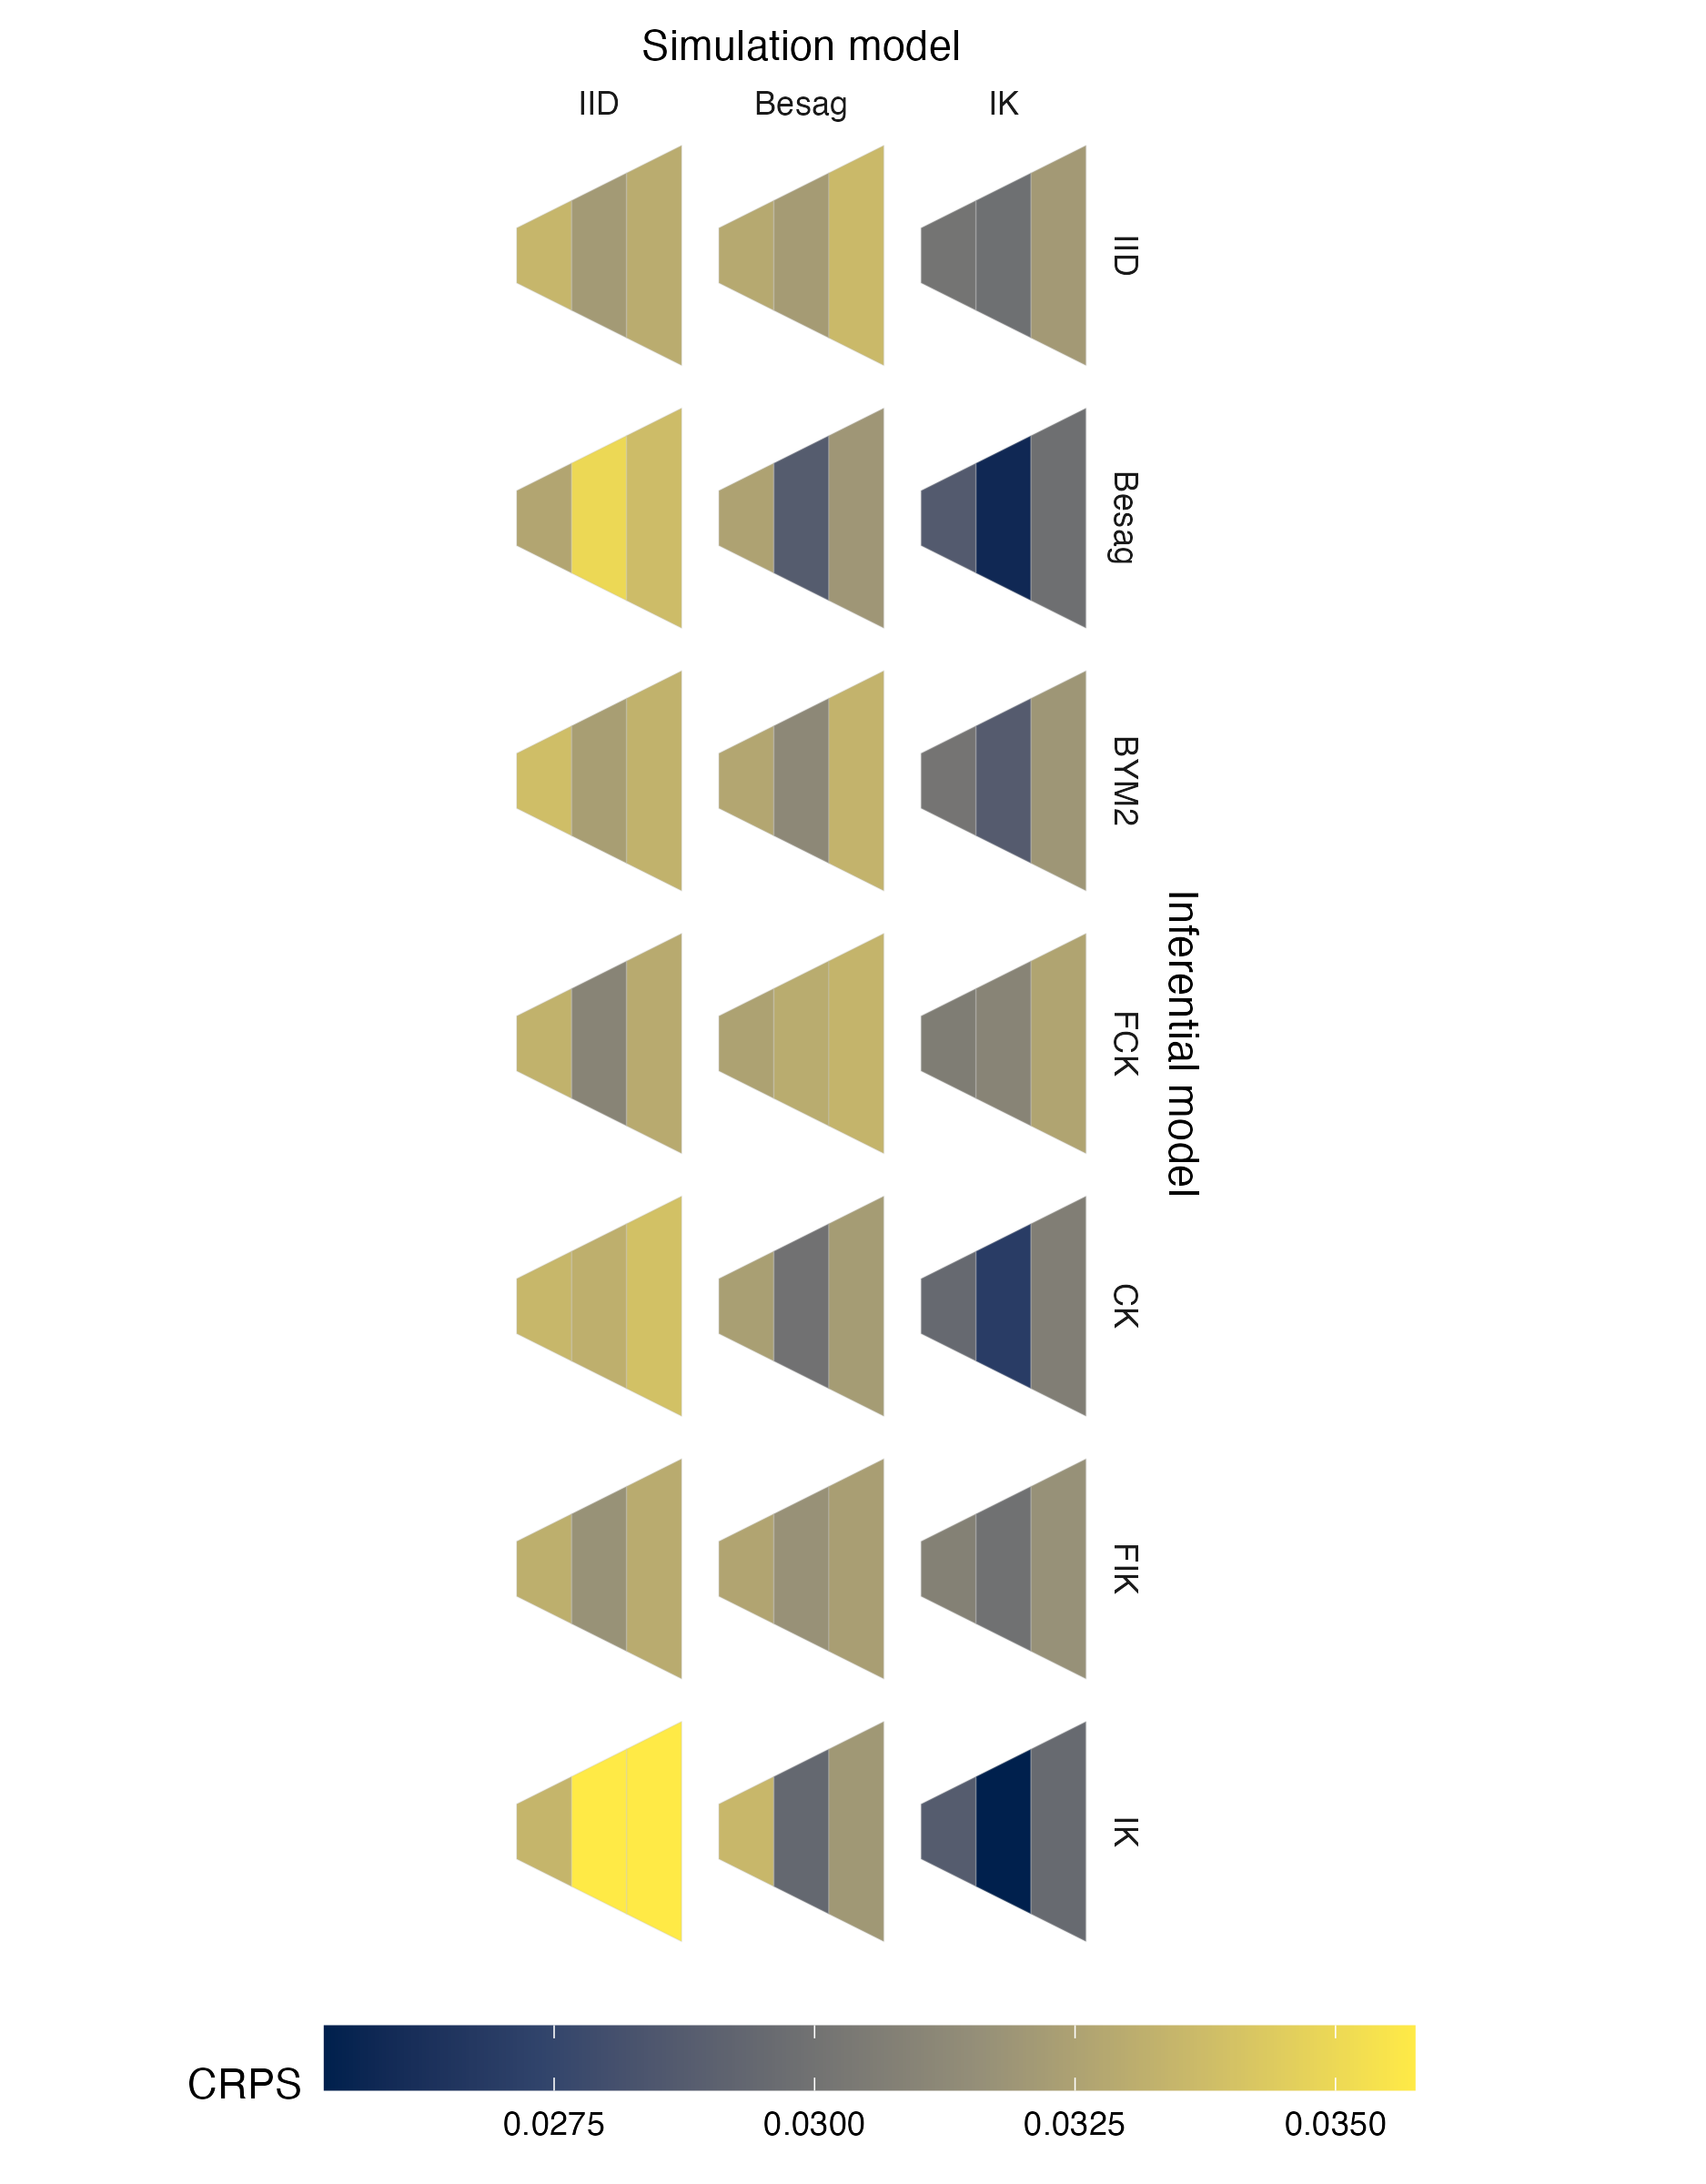 Simulation model
IID Besag IK
IID
Besag
BYM2
FCK
CK
FIK
IK
Inferential model
CRPS
0.0275 0.0300 0.0325 0.0350